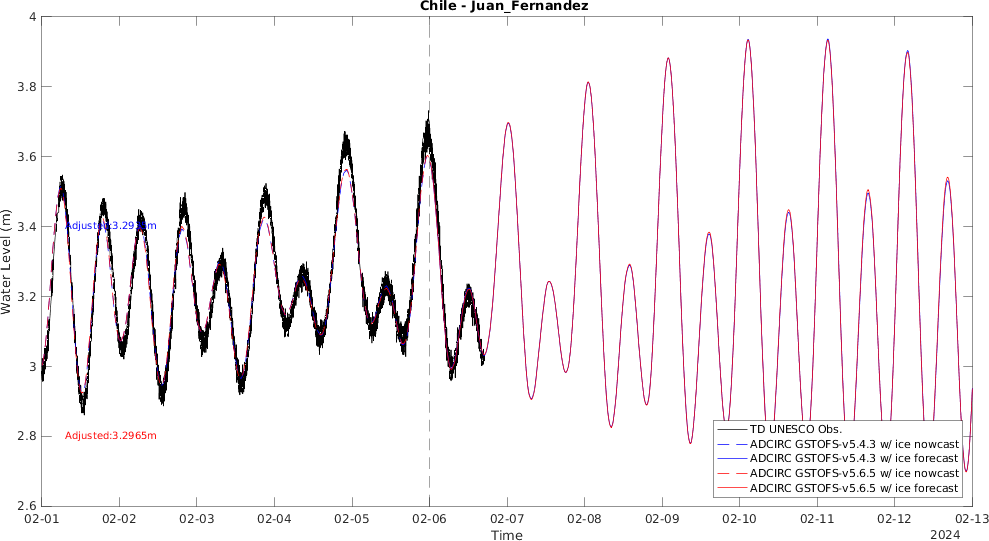 Chile - Juan_Fernandez
Water Level (m)
4
3.8
3.6
3.4
3.2
3
2.8
2.6
Adjusted:3.2965m
TD UNESCO Obs.
ADCIRC GSTOFS-v5.4.3 w/ ice nowcast
ADCIRC GSTOFS-v5.4.3 w/ ice forecast
ADCIRC GSTOFS-v5.6.5 w/ ice nowcast
ADCIRC GSTOFS-v5.6.5 w/ ice forecast
02-01 02-02 02-03 02-04 02-05 02-06 02-07 02-08 02-09 02-10 02-11 02-12 02-13
Time
2024